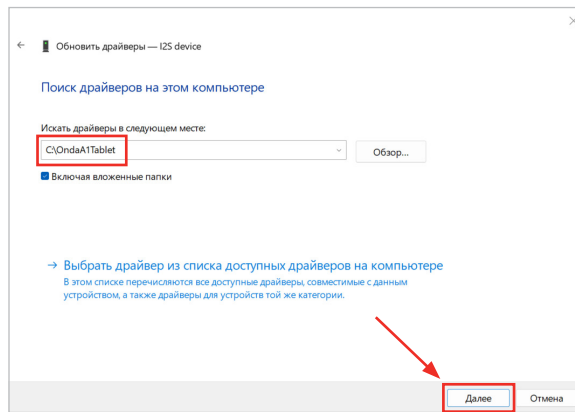 Обновить драйверы — I2S device
Поиск драйверов на этом компьютере
Искать драйверы в следующем месте:
C:\OndaA1Tablet
Обзор...
Включая вложенные папки
→ Выбрать драйвер из списка доступных драйверов на компьютере
В этом списке перечисляются все доступные драйверы, совместимые с данным
устройством, а также драйверы для устройств той же категории.
Далее
Отмена